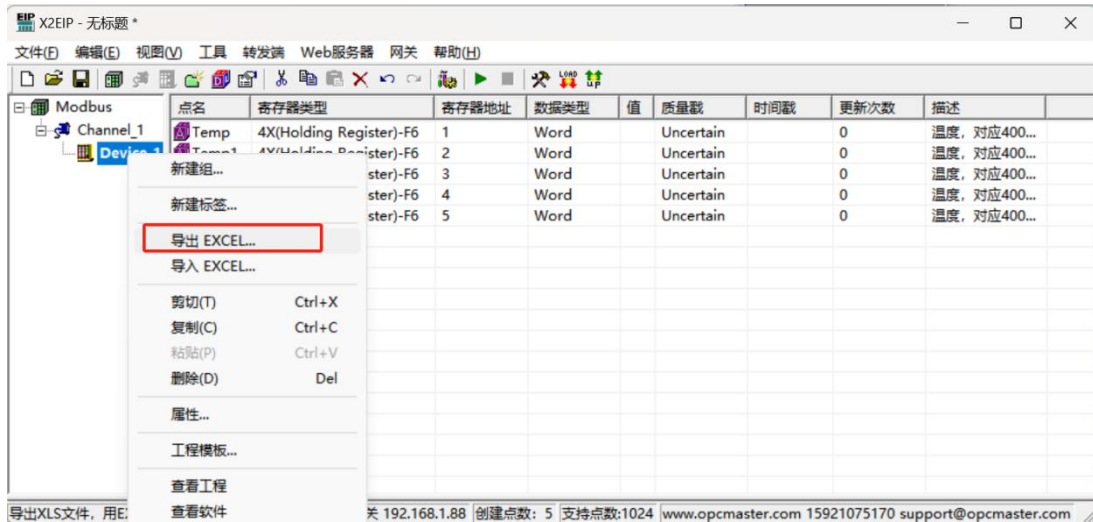 EIP X2EIP - 无标题 *
文件(F) 编辑(E) 视图(V) 工具 转发端 Web服务器 网关 帮助(H)
LOAD UP
Modbus
Channel_1
Device_1
点名 寄存器类型 寄存器地址 数据类型 值 质量戳 时间戳 更新次数 描述
Temp 4X(Holding Register)-F6 1 Word Uncertain 0 温度，对应400...
Temp1 4X(Holding Register)-F6 2 Word Uncertain 0 温度，对应400...
ster)-F6 3 Word Uncertain 0 温度，对应400...
ster)-F6 4 Word Uncertain 0 温度，对应400...
ster)-F6 5 Word Uncertain 0 温度，对应400...
新建组...
新建标签...
导出 EXCEL...
导入 EXCEL...
剪切(T) Ctrl+X
复制(C) Ctrl+C
粘贴(P) Ctrl+V
删除(D) Del
属性...
工程模板...
查看工程
查看软件
导出XLS文件, 用E 关 192.168.1.88 创建点数: 5 支持点数:1024 www.opcmaster.com 15921075170 support@opcmaster.com